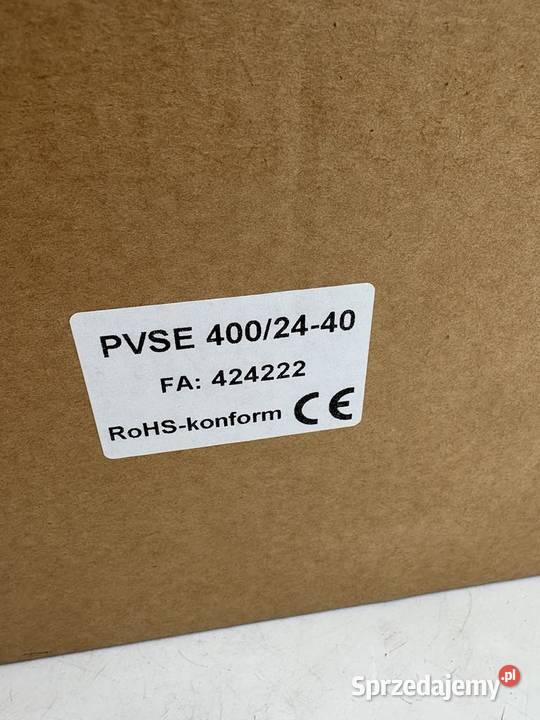 PVSE 400/24-40
FA: 424222
RoHS-konform CE
Sprzedajemy.pl